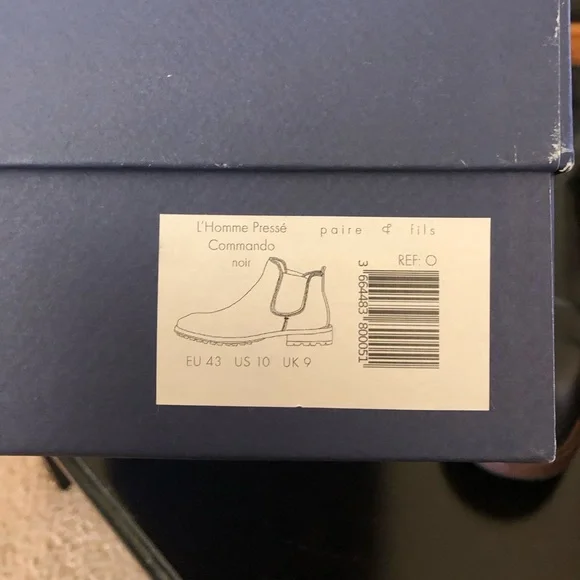 L'Homme Pressé
Commando
noir
EU 43 US 10 UK 9
paire & fils
REF: O
3 664483 800051